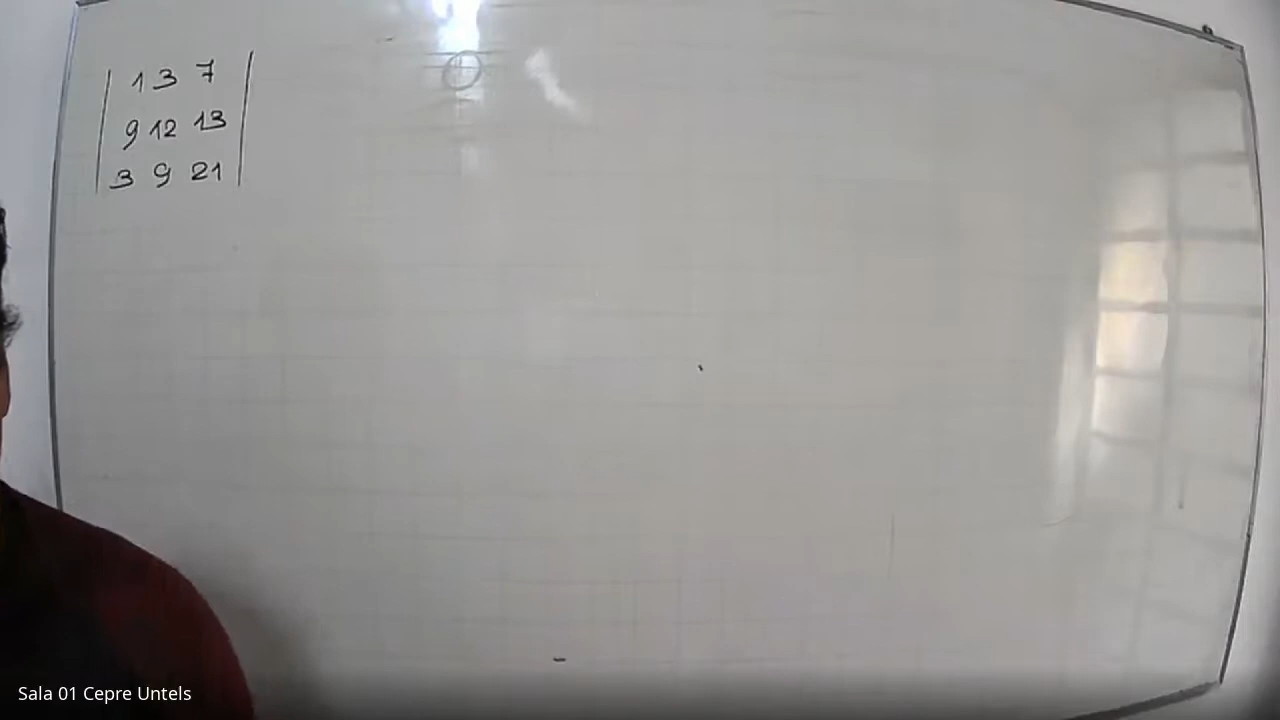 | 1 3 7 |
| 9 12 13 |
| 3 9 21 |
Sala 01 Cepre Untels